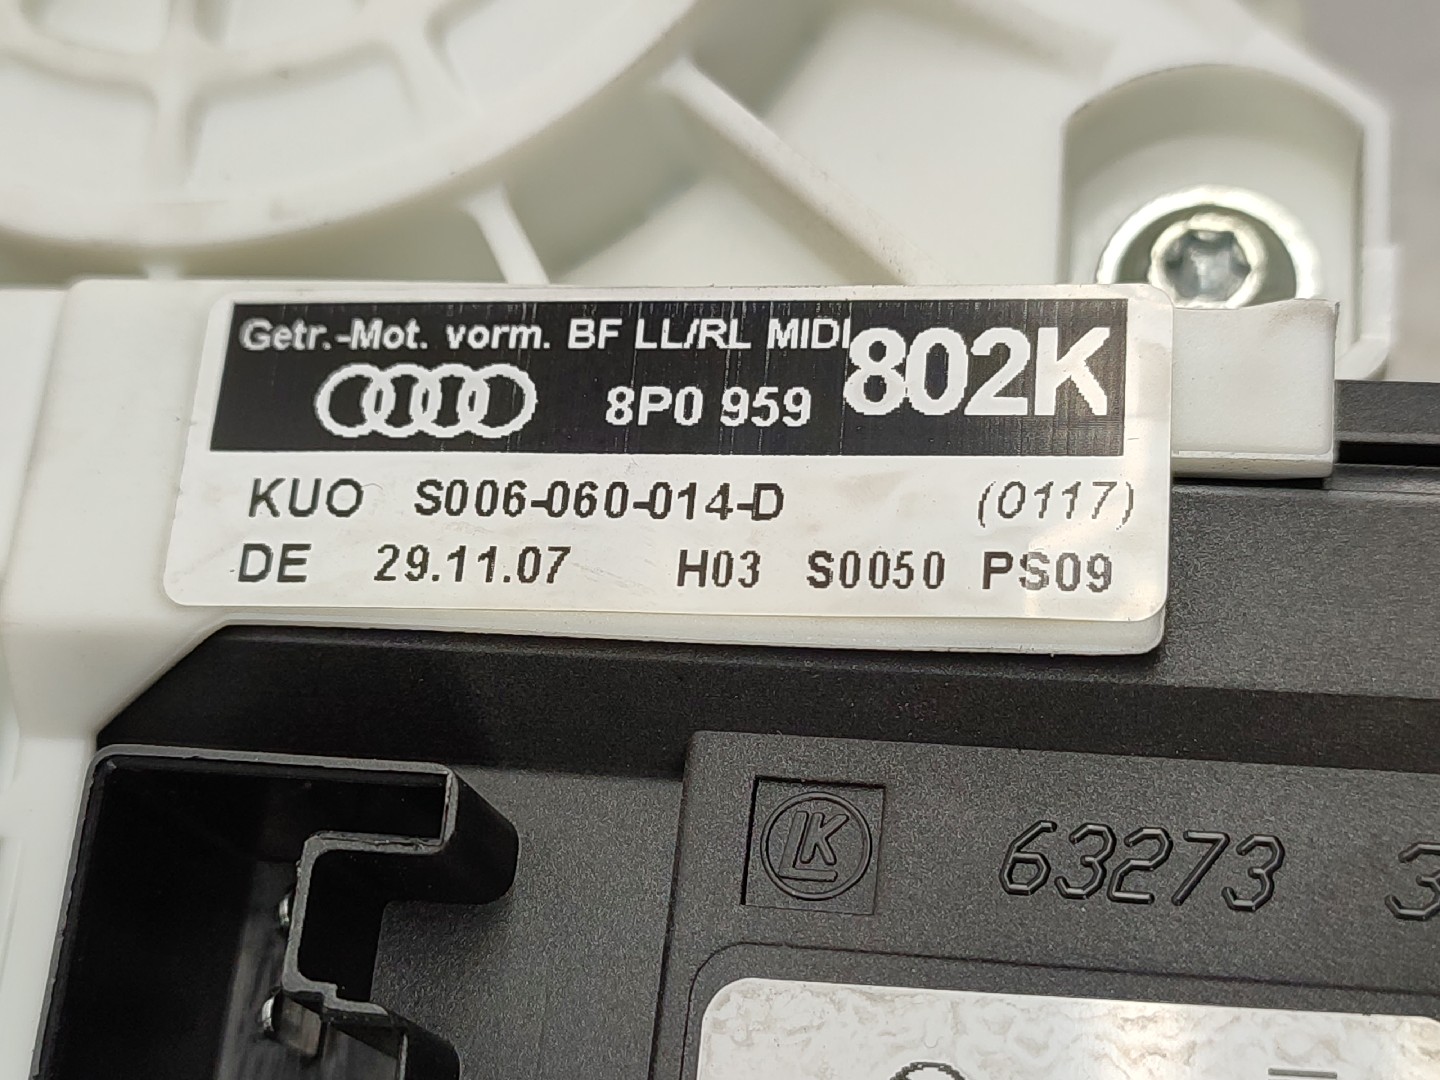 Getr.-Mot. vorm. BF LL/RL MIDI
8P0 959 802K
KUO S006-060-014-D (0117)
DE 29.11.07 H03 S0050 PS09
LK 63273 3